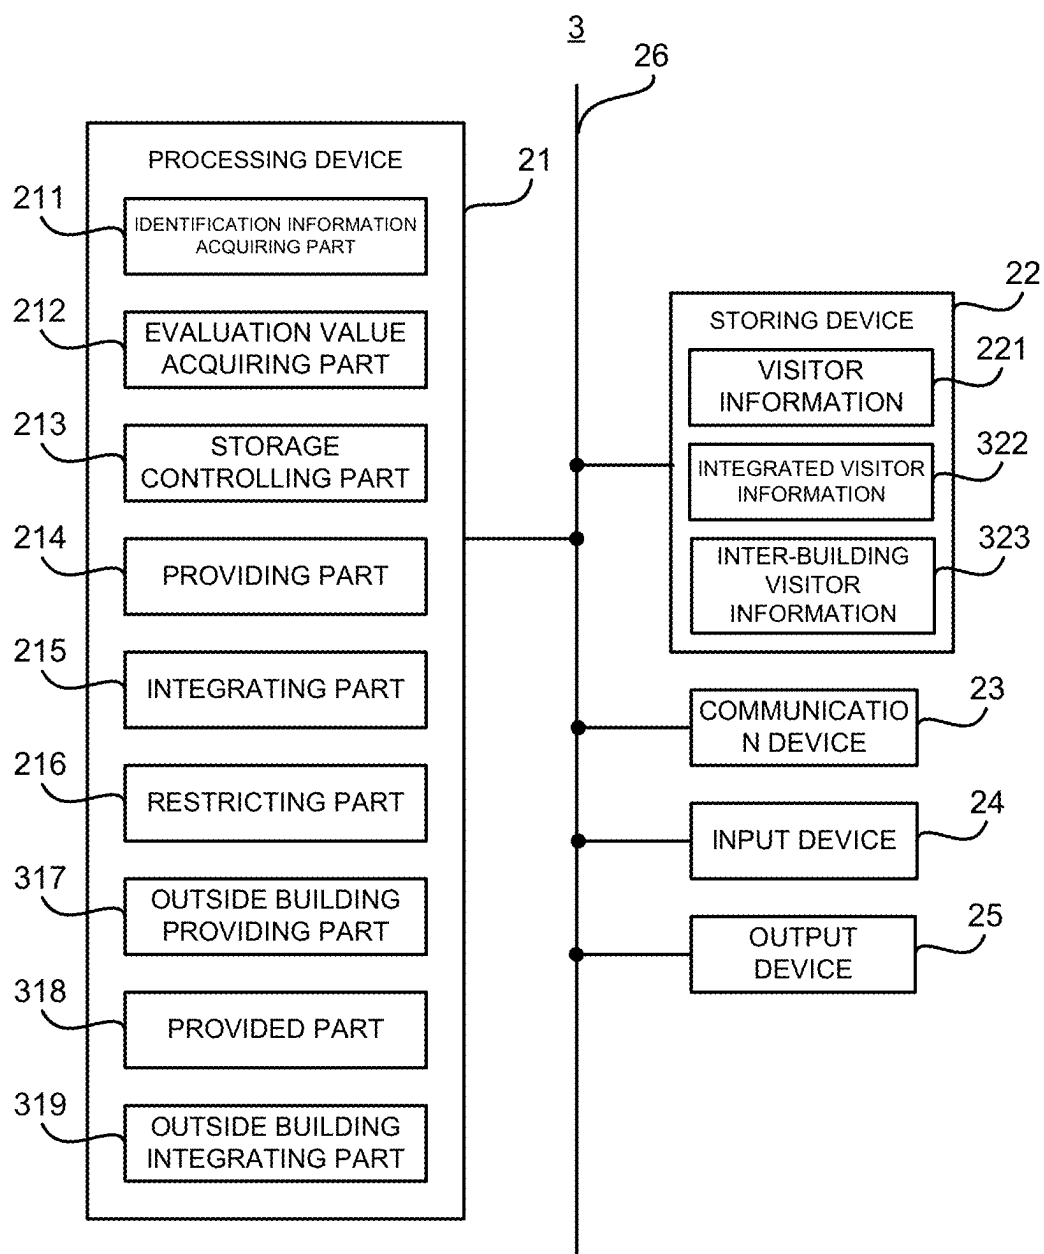 3
26
PROCESSING DEVICE
21
211
IDENTIFICATION INFORMATION
ACQUIRING PART
212
EVALUATION VALUE
ACQUIRING PART
213
STORAGE
CONTROLLING PART
214
PROVIDING PART
215
INTEGRATING PART
216
RESTRICTING PART
317
OUTSIDE BUILDING
PROVIDING PART
318
PROVIDED PART
319
OUTSIDE BUILDING
INTEGRATING PART
22
STORING DEVICE
221
VISITOR
INFORMATION
322
INTEGRATED VISITOR
INFORMATION
323
INTER-BUILDING
VISITOR
INFORMATION
23
COMMUNICATIO
N DEVICE
24
INPUT DEVICE
25
OUTPUT
DEVICE